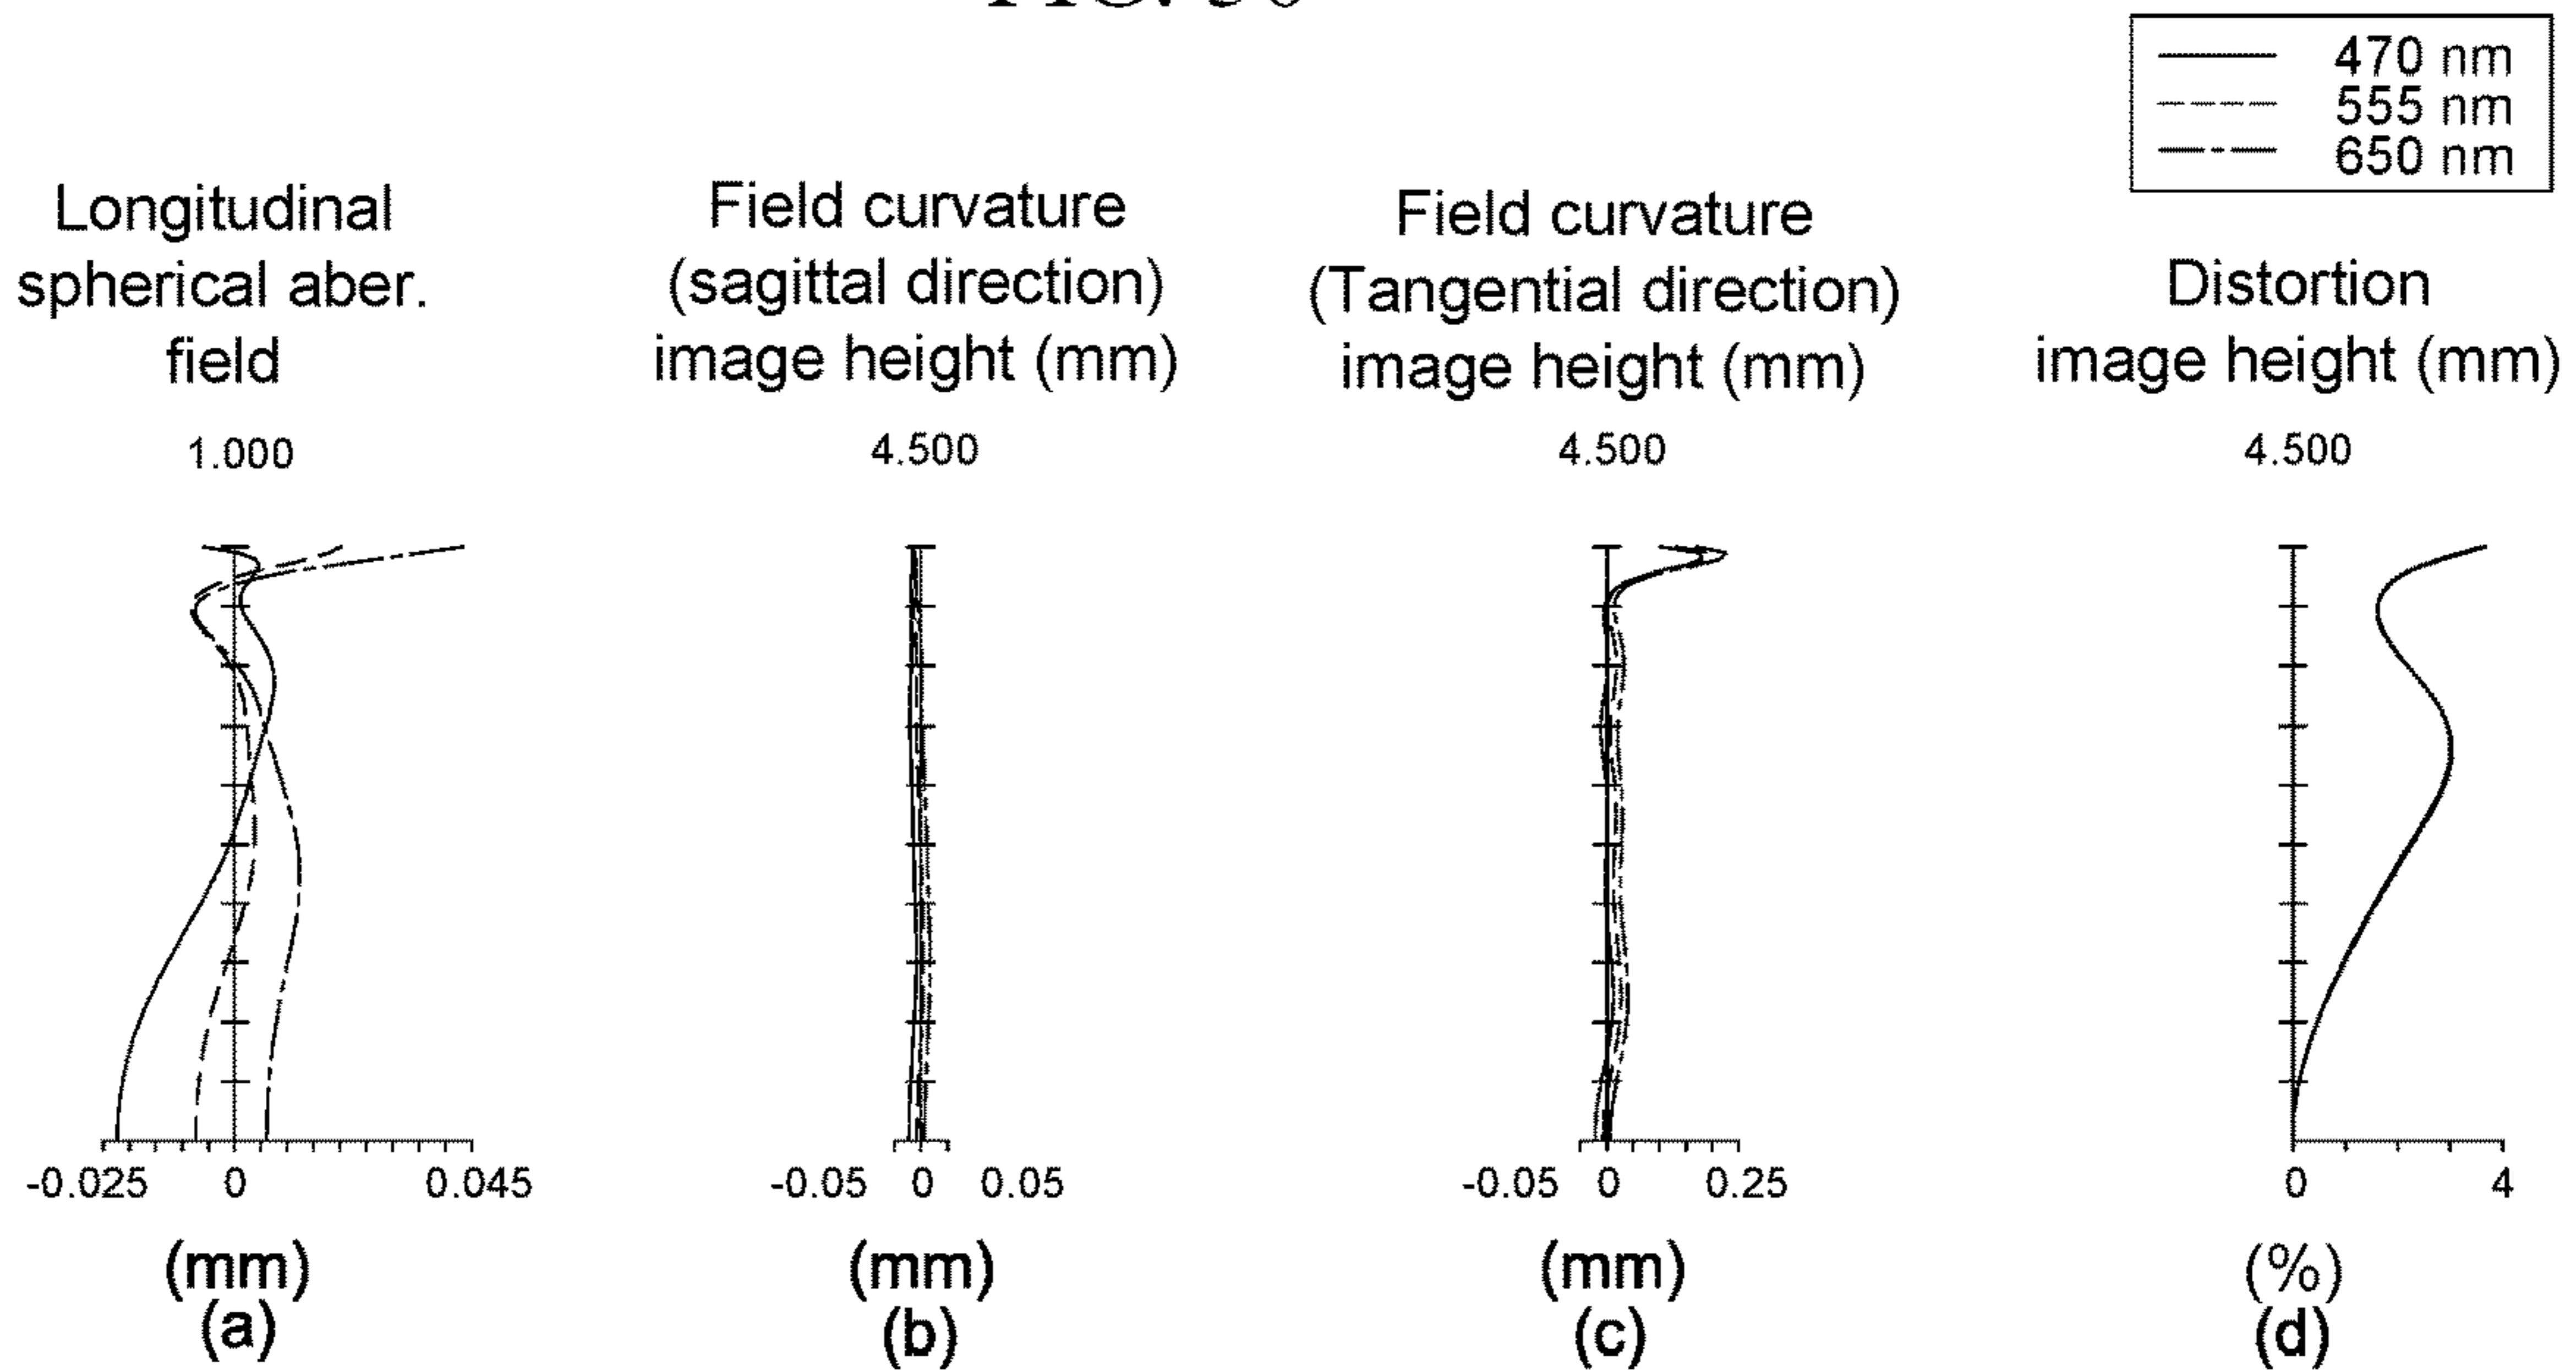 470 nm
555 nm
650 nm
Longitudinal
spherical aber.
field
1.000
-0.025 0 0.045
(mm)
(a)
Field curvature
(sagittal direction)
image height (mm)
4.500
-0.05 0 0.05
(mm)
(b)
Field curvature
(Tangential direction)
image height (mm)
4.500
-0.05 0 0.25
(mm)
(c)
Distortion
image height (mm)
4.500
0 4
(%)
(d)